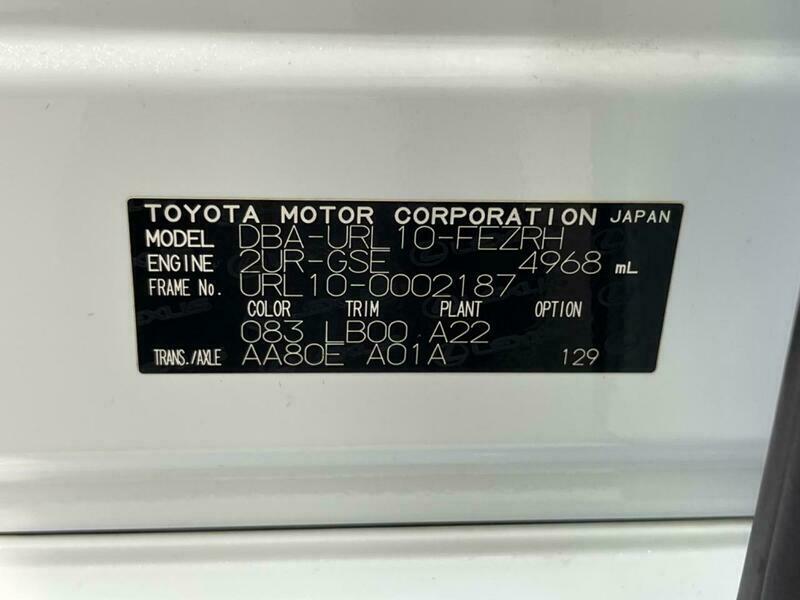 TOYOTA MOTOR CORPORATION JAPAN
MODEL DBA-URL10-FEZRH
ENGINE 2UR-GSE 4968 mL
FRAME No. URL10-0002187
COLOR TRIM PLANT OPTION
083 LB00 A22
TRANS./AXLE AA80E A01A 129